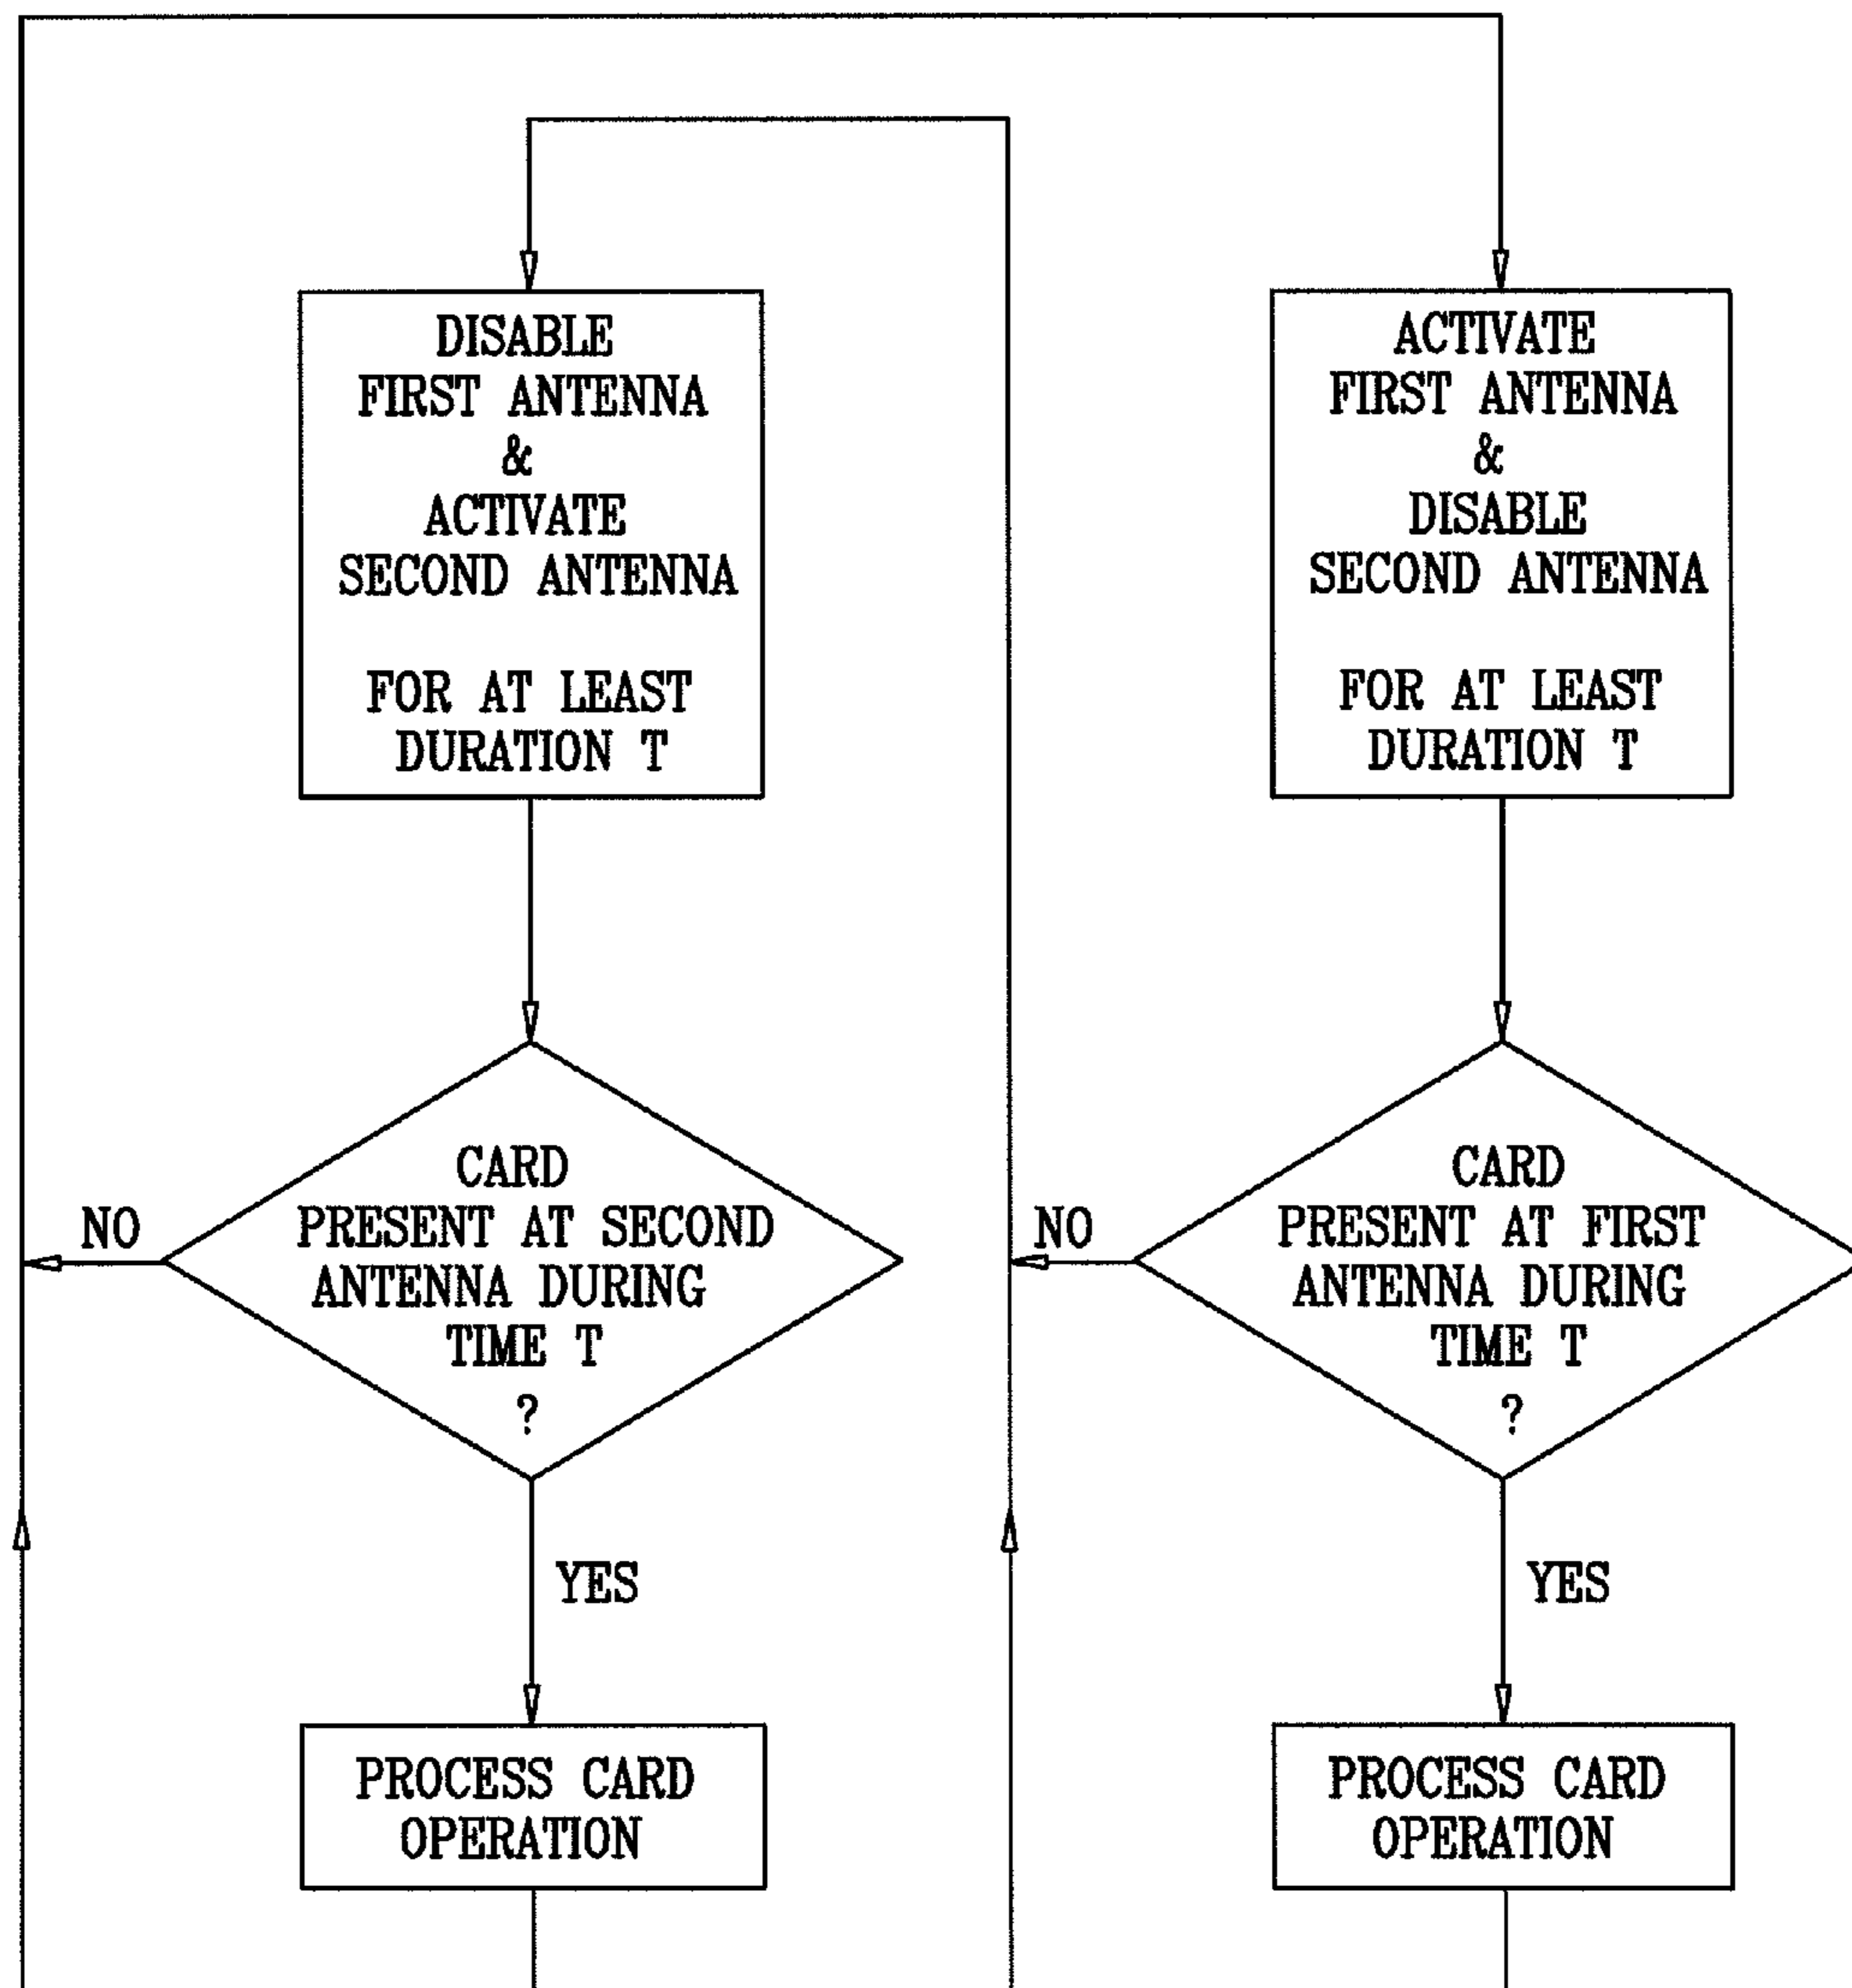 DISABLE
FIRST ANTENNA
&
ACTIVATE
SECOND ANTENNA
FOR AT LEAST
DURATION T
ACTIVATE
FIRST ANTENNA
&
DISABLE
SECOND ANTENNA
FOR AT LEAST
DURATION T
NO
CARD
PRESENT AT SECOND
ANTENNA DURING
TIME T
?
NO
CARD
PRESENT AT FIRST
ANTENNA DURING
TIME T
?
YES
YES
PROCESS CARD
OPERATION
PROCESS CARD
OPERATION